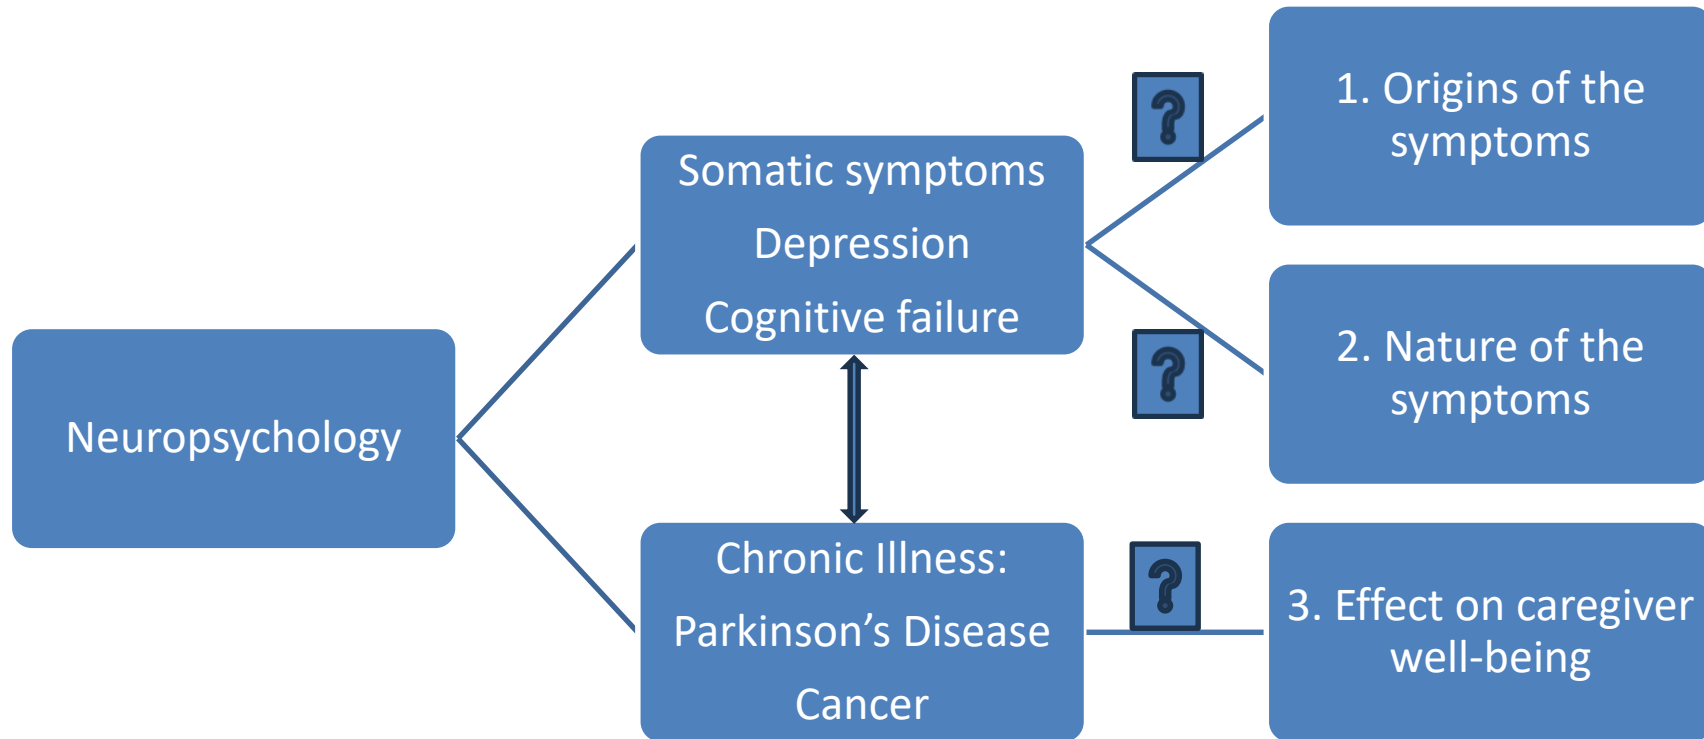 Neuropsychology
Somatic symptoms
Depression
Cognitive failure
Chronic Illness:
Parkinson’s Disease
Cancer
?
1. Origins of the
symptoms
?
2. Nature of the
symptoms
?
3. Effect on caregiver
well-being